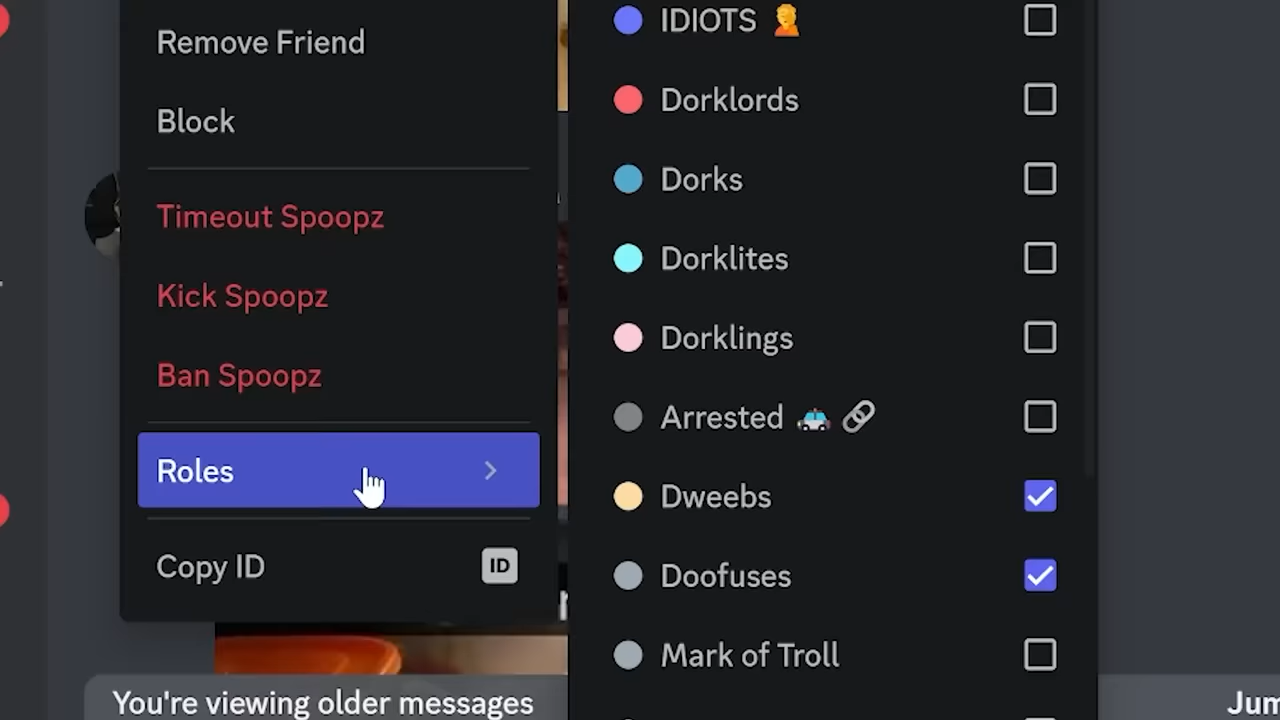 Remove Friend
Block
Timeout Spoopz
Kick Spoopz
Ban Spoopz
Roles
Copy ID
ID
IDIOTS 🤦
Dorklords
Dorks
Dorklites
Dorklings
Arrested 🚓 🔗
Dweebs
Doofuses
Mark of Troll
You're viewing older messages